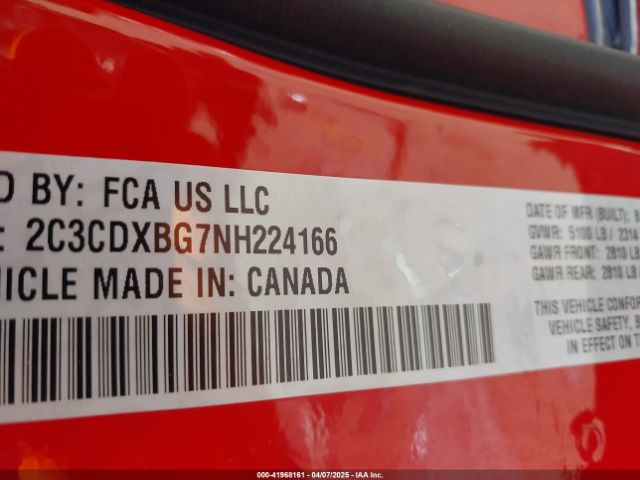 D BY: FCA US LLC
: 2C3CDXBG7NH224166
HICLE MADE IN: CANADA
DATE OF MFR (BUILT):
GVWR: 5100 LB / 2314
GAWR FRONT: 2810 LB
GAWR REAR: 2810 LB
THIS VEHICLE CONFOR
VEHICLE SAFETY, B
IN EFFECT ON T
000-41968161 - 04/07/2025 - IAA Inc.